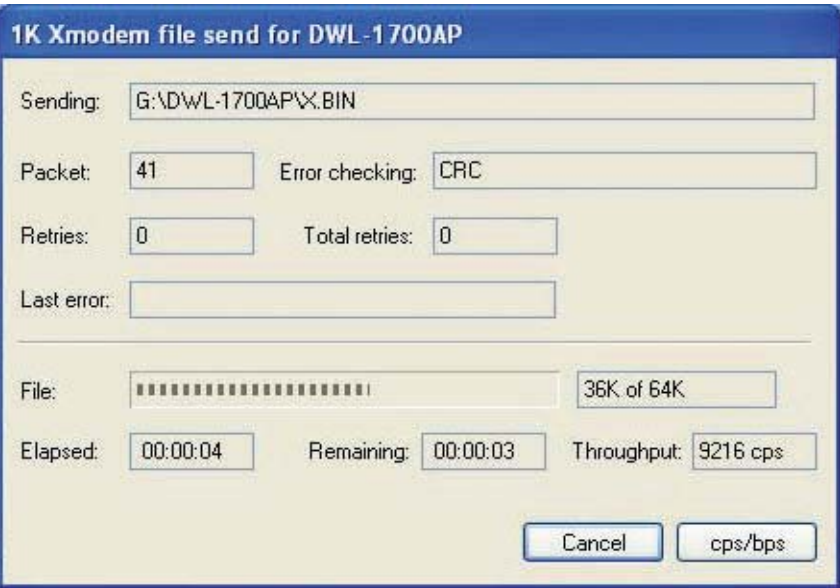 1K Xmodem file send for DWL-1700AP
Sending: G:\DWL-1700AP\X.BIN
Packet: 41 Error checking: CRC
Retries: 0 Total retries: 0
Last error:
File: 36K of 64K
Elapsed: 00:00:04 Remaining: 00:00:03 Throughput: 9216 cps
Cancel cps/bps